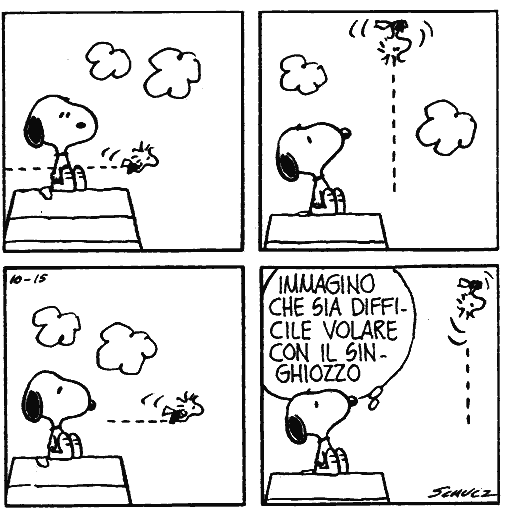 10-15
IMMAGINO
CHE SIA DIFFI-
CILE VOLARE
CON IL SIN-
GHIOZZO
SCHULZ